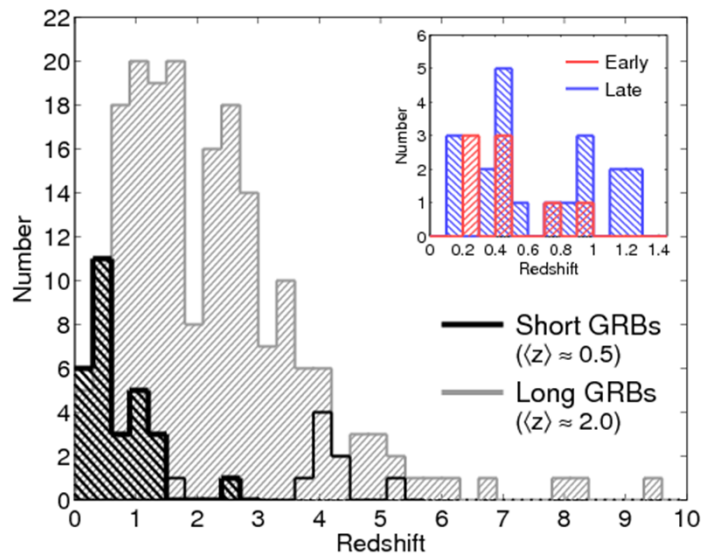 22
20
18
16
14
12
10
8
6
4
2
0
Number
0 1 2 3 4 5 6 7 8 9 10
Redshift
6
5
4
3
2
1
0
Number
0 0.2 0.4 0.6 0.8 1 1.2 1.4
Redshift
Early
Late
Short GRBs
(⟨z⟩ ≈ 0.5)
Long GRBs
(⟨z⟩ ≈ 2.0)